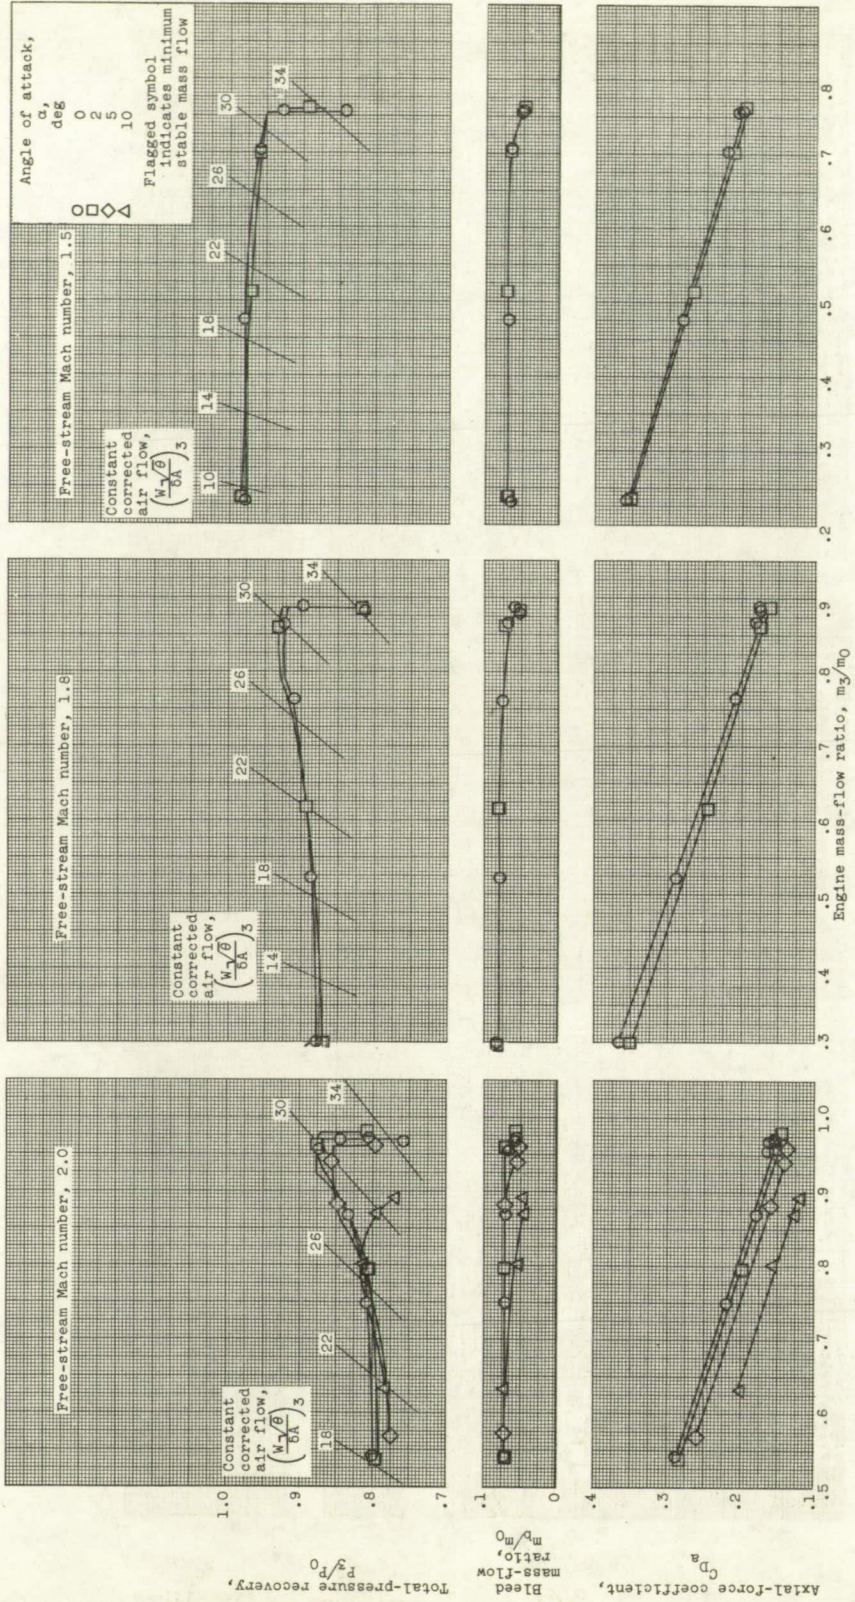 Free-stream Mach number, 2.0
Constant
corrected
air flow,
(W√θ/δA)₃
18
22
26
30
34
Free-stream Mach number, 1.8
Constant
corrected
air flow,
(W√θ/δA)₃
14
18
22
26
30
34
Free-stream Mach number, 1.5
Constant
corrected
air flow,
(W√θ/δA)₃
10
14
18
22
26
30
34
Angle of attack,
α,
deg
○ 0
□ 2
◇ 5
△ 10
Flagged symbol
indicates minimum
stable mass flow
Total-pressure recovery,
P₃/P₀
1.0
.9
.8
.7
Bleed
mass-flow
ratio,
m_b/m₀
.1
0
Axial-force coefficient,
C_Da
.4
.3
.2
.1
.5 .6 .7 .8 .9 1.0
.3 .4 .5 .6 .7 .8 .9
.2 .3 .4 .5 .6 .7 .8
Engine mass-flow ratio, m₃/m₀